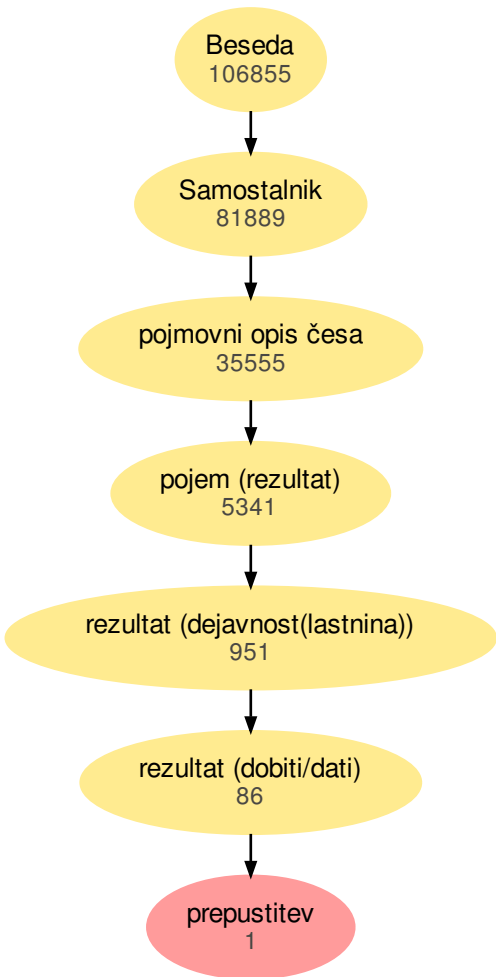 Beseda
106855
Samostalnik
81889
pojmovni opis česa
35555
pojem (rezultat)
5341
rezultat (dejavnost(lastnina))
951
rezultat (dobiti/dati)
86
prepustitev
1